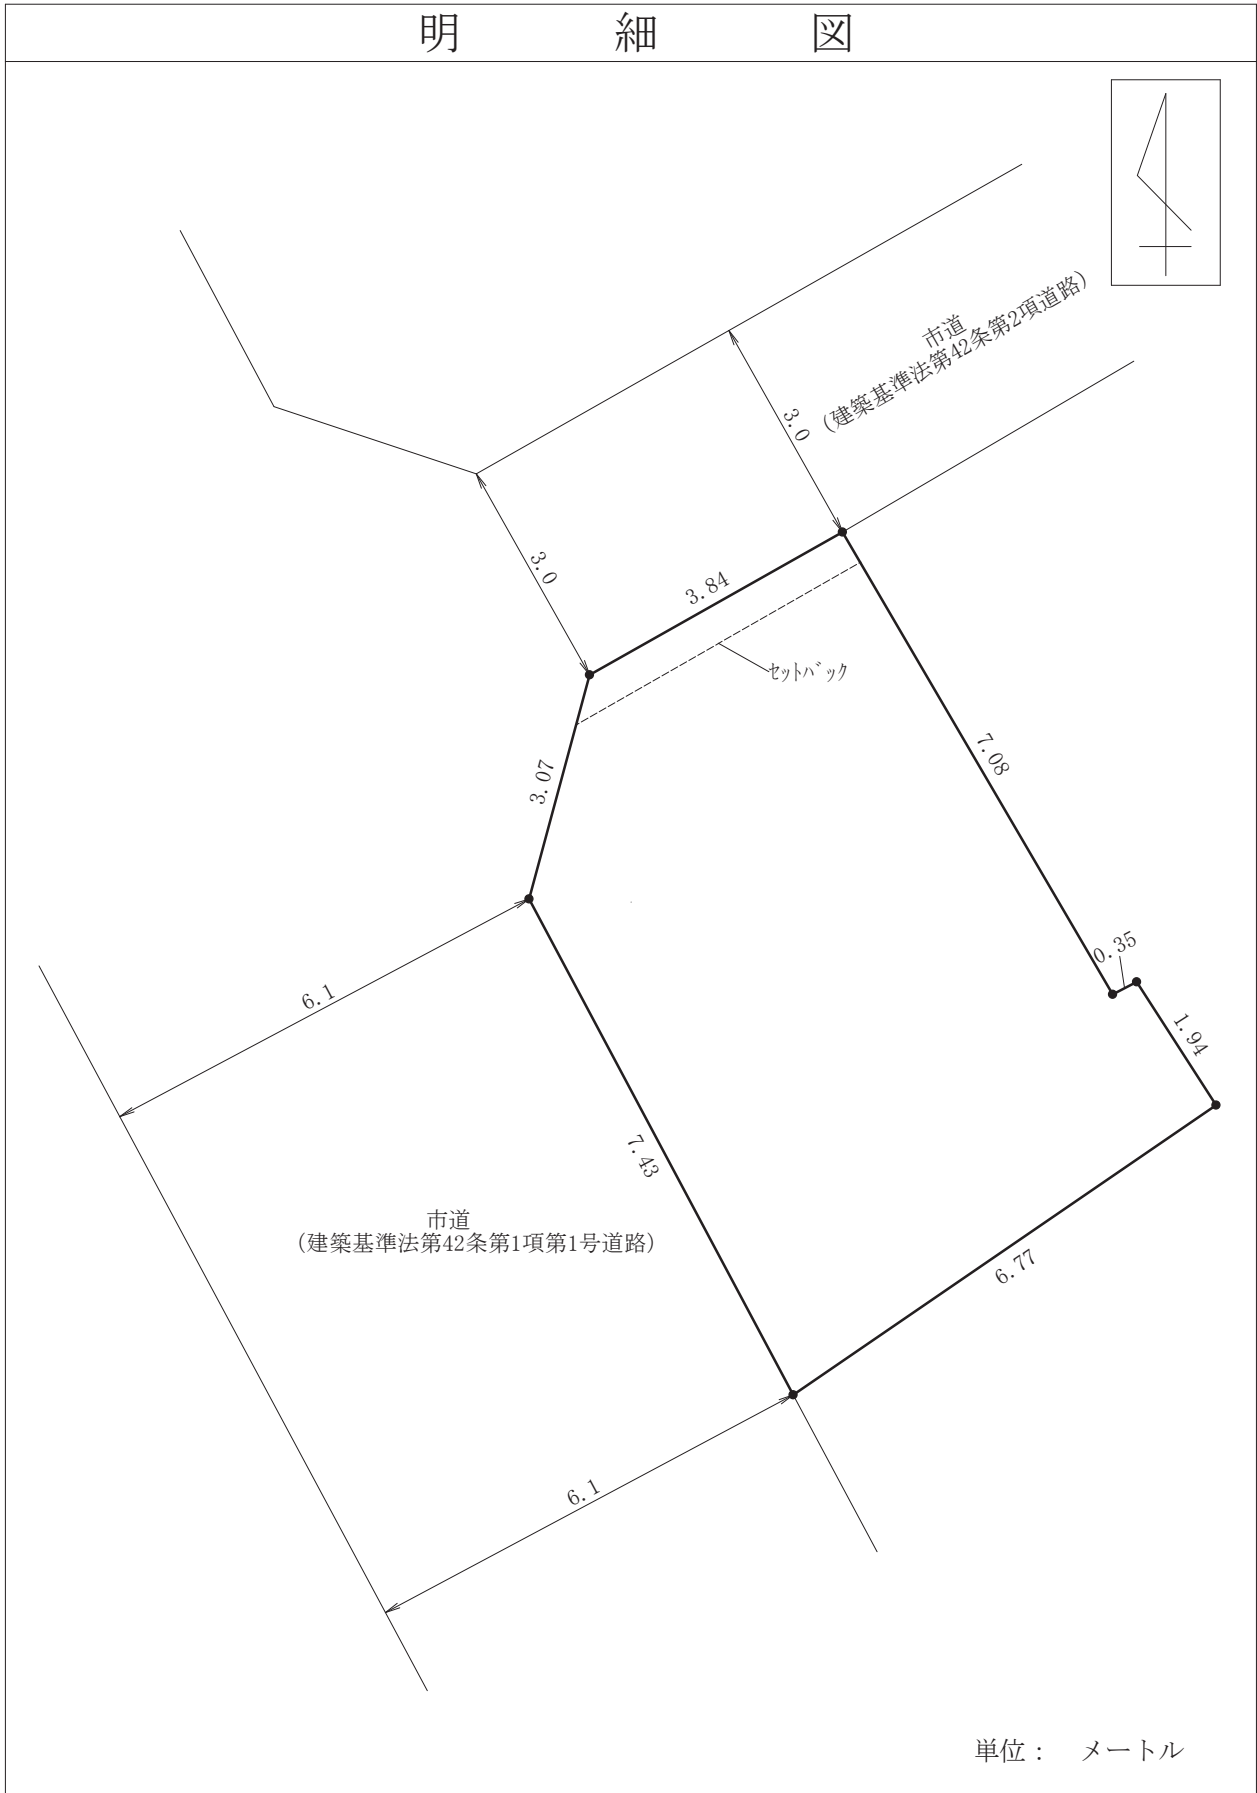 明細図
市道
(建築基準法第42条第2項道路)
3.0
3.0
3.84
セットバック
7.08
3.07
0.35
6.1
1.94
7.43
市道
(建築基準法第42条第1項第1号道路)
6.77
6.1
単位： メートル